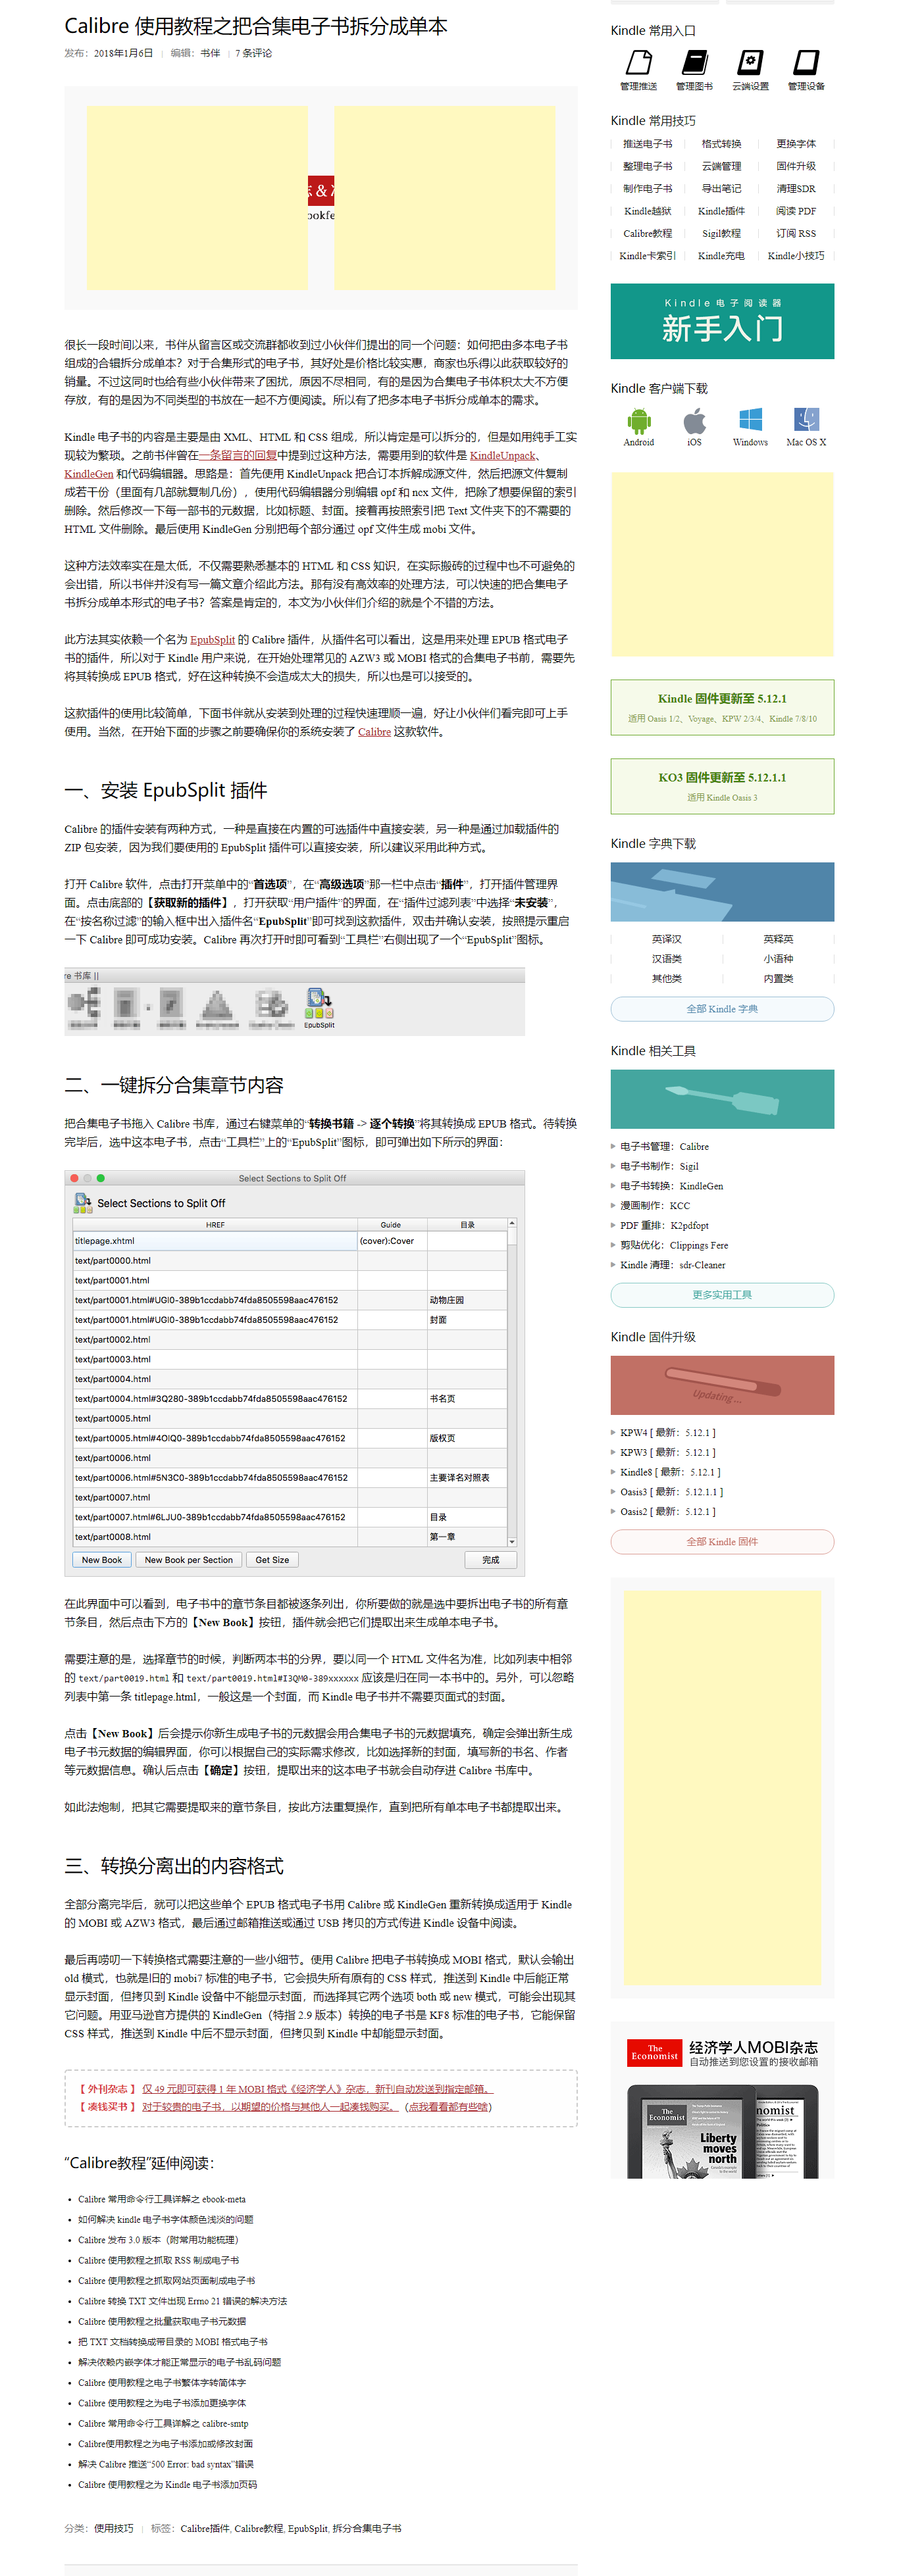 Calibre 使用教程之把合集电子书拆分成单本
发布：2018年1月6日 | 编辑：书伴 | 7 条评论
志&冫
ookfe
很长一段时间以来，书伴从留言区或交流群都收到过小伙伴们提出的同一个问题：如何把由多本电子书
组成的合辑拆分成单本？对于合集形式的电子书，其好处是价格比较实惠，商家也乐得以此获取较好的
销量。不过这同时也给有些小伙伴带来了困扰，原因不尽相同，有的是因为合集电子书体积太大不方便
存放，有的是因为不同类型的书放在一起不方便阅读。所以有了把多本电子书拆分成单本的需求。
Kindle 电子书的内容是主要是由 XML、HTML 和 CSS 组成，所以肯定是可以拆分的，但是如用纯手工实
现较为繁琐。之前书伴曾在一条留言的回复中提到过这种方法，需要用到的软件是 KindleUnpack、
KindleGen 和代码编辑器。思路是：首先使用 KindleUnpack 把合订本拆解成源文件，然后把源文件复制
成若干份（里面有几部就复制几份），使用代码编辑器分别编辑 opf 和 ncx 文件，把除了想要保留的索引
删除。然后修改一下每一部书的元数据，比如标题、封面。接着再按照索引把 Text 文件夹下的不需要的
HTML 文件删除。最后使用 KindleGen 分别把每个部分通过 opf 文件生成 mobi 文件。
这种方法效率实在是太低，不仅需要熟悉基本的 HTML 和 CSS 知识，在实际搬砖的过程中也不可避免的
会出错，所以书伴并没有写一篇文章介绍此方法。那有没有高效率的处理方法，可以快速的把合集电子
书拆分成单本形式的电子书？答案是肯定的，本文为小伙伴们介绍的就是个不错的方法。
此方法其实依赖一个名为 EpubSplit 的 Calibre 插件，从插件名可以看出，这是用来处理 EPUB 格式电子
书的插件，所以对于 Kindle 用户来说，在开始处理常见的 AZW3 或 MOBI 格式的合集电子书前，需要先
将其转换成 EPUB 格式，好在这种转换不会造成太大的损失，所以也是可以接受的。
这款插件的使用比较简单，下面书伴就从安装到处理的过程快速理顺一遍，好让小伙伴们看完即可上手
使用。当然，在开始下面的步骤之前要确保你的系统安装了 Calibre 这款软件。
一、安装 EpubSplit 插件
Calibre 的插件安装有两种方式，一种是直接在内置的可选插件中直接安装，另一种是通过加载插件的
ZIP 包安装，因为我们要使用的 EpubSplit 插件可以直接安装，所以建议采用此种方式。
打开 Calibre 软件，点击打开菜单中的“首选项”，在“高级选项”那一栏中点击“插件”，打开插件管理界
面。点击底部的【获取新的插件】，打开获取“用户插件”的界面，在“插件过滤列表”中选择“未安装”，
在“按名称过滤”的输入框中出入插件名“EpubSplit”即可找到这款插件，双击并确认安装，按照提示重启
一下 Calibre 即可成功安装。Calibre 再次打开时即可看到“工具栏”右侧出现了一个“EpubSplit”图标。
re 书库 ||
EpubSplit
二、一键拆分合集章节内容
把合集电子书拖入 Calibre 书库，通过右键菜单的“转换书籍 -> 逐个转换”将其转换成 EPUB 格式。待转换
完毕后，选中这本电子书，点击“工具栏”上的“EpubSplit”图标，即可弹出如下所示的界面：
Select Sections to Split Off
Select Sections to Split Off
HREF Guide 目录
titlepage.xhtml (cover):Cover
text/part0000.html
text/part0001.html
text/part0001.html#UGI0-389b1ccdabb74fda8505598aac476152 动物庄园
text/part0001.html#UGI0-389b1ccdabb74fda8505598aac476152 封面
text/part0002.html
text/part0003.html
text/part0004.html
text/part0004.html#3Q280-389b1ccdabb74fda8505598aac476152 书名页
text/part0005.html
text/part0005.html#4OIQ0-389b1ccdabb74fda8505598aac476152 版权页
text/part0006.html
text/part0006.html#5N3C0-389b1ccdabb74fda8505598aac476152 主要译名对照表
text/part0007.html
text/part0007.html#6LJU0-389b1ccdabb74fda8505598aac476152 目录
text/part0008.html 第一章
New Book New Book per Section Get Size 完成
在此界面中可以看到，电子书中的章节条目都被逐条列出，你所要做的就是选中要拆出电子书的所有章
节条目，然后点击下方的【New Book】按钮，插件就会把它们提取出来生成单本电子书。
需要注意的是，选择章节的时候，判断两本书的分界，要以同一个 HTML 文件名为准，比如列表中相邻
的 text/part0019.html 和 text/part0019.html#I3QM0-389xxxxxx 应该是归在同一本书中的。另外，可以忽略
列表中第一条 titlepage.html，一般这是一个封面，而 Kindle 电子书并不需要页面式的封面。
点击【New Book】后会提示你新生成电子书的元数据会用合集电子书的元数据填充，确定会弹出新生成
电子书元数据的编辑界面，你可以根据自己的实际需求修改，比如选择新的封面，填写新的书名、作者
等元数据信息。确认后点击【确定】按钮，提取出来的这本电子书就会自动存进 Calibre 书库中。
如此法炮制，把其它需要提取来的章节条目，按此方法重复操作，直到把所有单本电子书都提取出来。
三、转换分离出的内容格式
全部分离完毕后，就可以把这些单个 EPUB 格式电子书用 Calibre 或 KindleGen 重新转换成适用于 Kindle
的 MOBI 或 AZW3 格式，最后通过邮箱推送或通过 USB 拷贝的方式传进 Kindle 设备中阅读。
最后再唠叨一下转换格式需要注意的一些小细节。使用 Calibre 把电子书转换成 MOBI 格式，默认会输出
old 模式，也就是旧的 mobi7 标准的电子书，它会损失所有原有的 CSS 样式，推送到 Kindle 中后能正常
显示封面，但拷贝到 Kindle 设备中不能显示封面，而选择其它两个选项 both 或 new 模式，可能会出现其
它问题。用亚马逊官方提供的 KindleGen（特指 2.9 版本）转换的电子书是 KF8 标准的电子书，它能保留
CSS 样式，推送到 Kindle 中后不显示封面，但拷贝到 Kindle 中却能显示封面。
【 外刊杂志 】 仅 49 元即可获得 1 年 MOBI 格式《经济学人》杂志，新刊自动发送到指定邮箱。
【 凑钱买书 】 对于较贵的电子书，以期望的价格与其他人一起凑钱购买。（点我看看都有些啥）
“Calibre教程”延伸阅读：
• Calibre 常用命令行工具详解之 ebook-meta
• 如何解决 kindle 电子书字体颜色浅淡的问题
• Calibre 发布 3.0 版本（附常用功能梳理）
• Calibre 使用教程之抓取 RSS 制成电子书
• Calibre 使用教程之抓取网站页面制成电子书
• Calibre 转换 TXT 文件出现 Errno 21 错误的解决方法
• Calibre 使用教程之批量获取电子书元数据
• 把 TXT 文档转换成带目录的 MOBI 格式电子书
• 解决依赖内嵌字体才能正常显示的电子书乱码问题
• Calibre 使用教程之电子书繁体字转简体字
• Calibre 使用教程之为电子书添加更换字体
• Calibre 常用命令行工具详解之 calibre-smtp
• Calibre使用教程之为电子书添加或修改封面
• 解决 Calibre 推送“500 Error: bad syntax”错误
• Calibre 使用教程之为 Kindle 电子书添加页码
分类：使用技巧 | 标签：Calibre插件, Calibre教程, EpubSplit, 拆分合集电子书
Kindle 常用入口
管理推送 管理图书 云端设置 管理设备
Kindle 常用技巧
推送电子书 格式转换 更换字体
整理电子书 云端管理 固件升级
制作电子书 导出笔记 清理SDR
Kindle越狱 Kindle插件 阅读 PDF
Calibre教程 Sigil教程 订阅 RSS
Kindle卡索引 Kindle充电 Kindle小技巧
Kindle 电子阅读器
新手入门
Kindle 客户端下载
Android iOS Windows Mac OS X
Kindle 固件更新至 5.12.1
适用 Oasis 1/2、Voyage、KPW 2/3/4、Kindle 7/8/10
KO3 固件更新至 5.12.1.1
适用 Kindle Oasis 3
Kindle 字典下载
英译汉 英释英
汉语类 小语种
其他类 内置类
全部 Kindle 字典
Kindle 相关工具
电子书管理：Calibre
电子书制作：Sigil
电子书转换：KindleGen
漫画制作：KCC
PDF 重排：K2pdfopt
剪贴优化：Clippings Fere
Kindle 清理：sdr-Cleaner
更多实用工具
Kindle 固件升级
Updating...
KPW4 [ 最新：5.12.1 ]
KPW3 [ 最新：5.12.1 ]
Kindle8 [ 最新：5.12.1 ]
Oasis3 [ 最新：5.12.1.1 ]
Oasis2 [ 最新：5.12.1 ]
全部 Kindle 固件
The Economist
经济学人MOBI杂志
自动推送到您设置的接收邮箱
The Economist
Liberty
moves
north
nomist